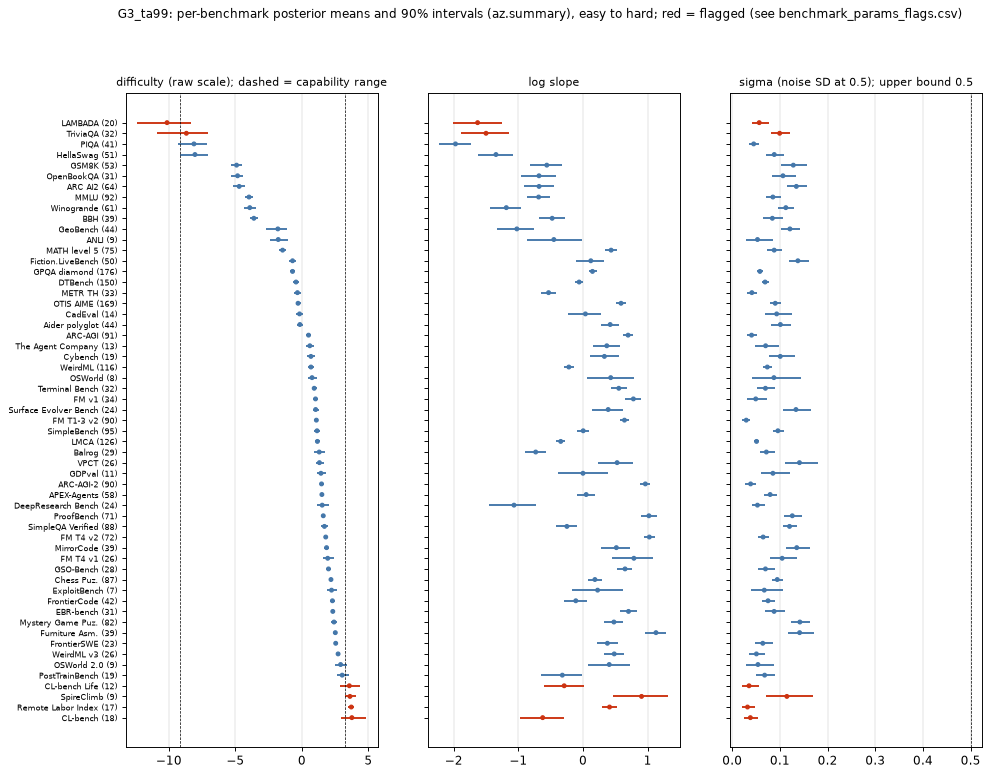 G3_ta99: per-benchmark posterior means and 90% intervals (az.summary), easy to hard; red = flagged (see benchmark_params_flags.csv)
difficulty (raw scale); dashed = capability range
log slope
sigma (noise SD at 0.5); upper bound 0.5
LAMBADA (20)
TriviaQA (32)
PIQA (41)
HellaSwag (51)
GSM8K (53)
OpenBookQA (31)
ARC AI2 (64)
MMLU (92)
Winogrande (61)
BBH (39)
GeoBench (44)
ANLI (9)
MATH level 5 (75)
Fiction.LiveBench (50)
GPQA diamond (176)
DTBench (150)
METR TH (33)
OTIS AIME (169)
CadEval (14)
Aider polyglot (44)
ARC-AGI (91)
The Agent Company (13)
Cybench (19)
WeirdML (116)
OSWorld (8)
Terminal Bench (32)
FM v1 (34)
Surface Evolver Bench (24)
FM T1-3 v2 (90)
SimpleBench (95)
LMCA (126)
Balrog (29)
VPCT (26)
GDPval (11)
ARC-AGI-2 (90)
APEX-Agents (58)
DeepResearch Bench (24)
ProofBench (71)
SimpleQA Verified (88)
FM T4 v2 (72)
MirrorCode (39)
FM T4 v1 (26)
GSO-Bench (28)
Chess Puz. (87)
ExploitBench (7)
FrontierCode (42)
EBR-bench (31)
Mystery Game Puz. (82)
Furniture Asm. (39)
FrontierSWE (23)
WeirdML v3 (26)
OSWorld 2.0 (9)
PostTrainBench (19)
CL-bench Life (12)
SpireClimb (9)
Remote Labor Index (17)
CL-bench (18)
−10 −5 0 5
−2 −1 0 1
0.0 0.1 0.2 0.3 0.4 0.5